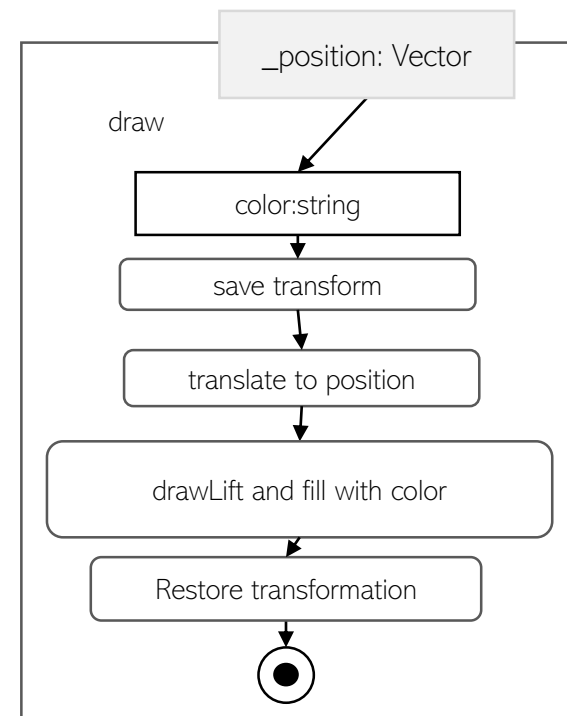 _position: Vector
draw
color:string
save transform
translate to position
drawLift and fill with color
Restore transformation